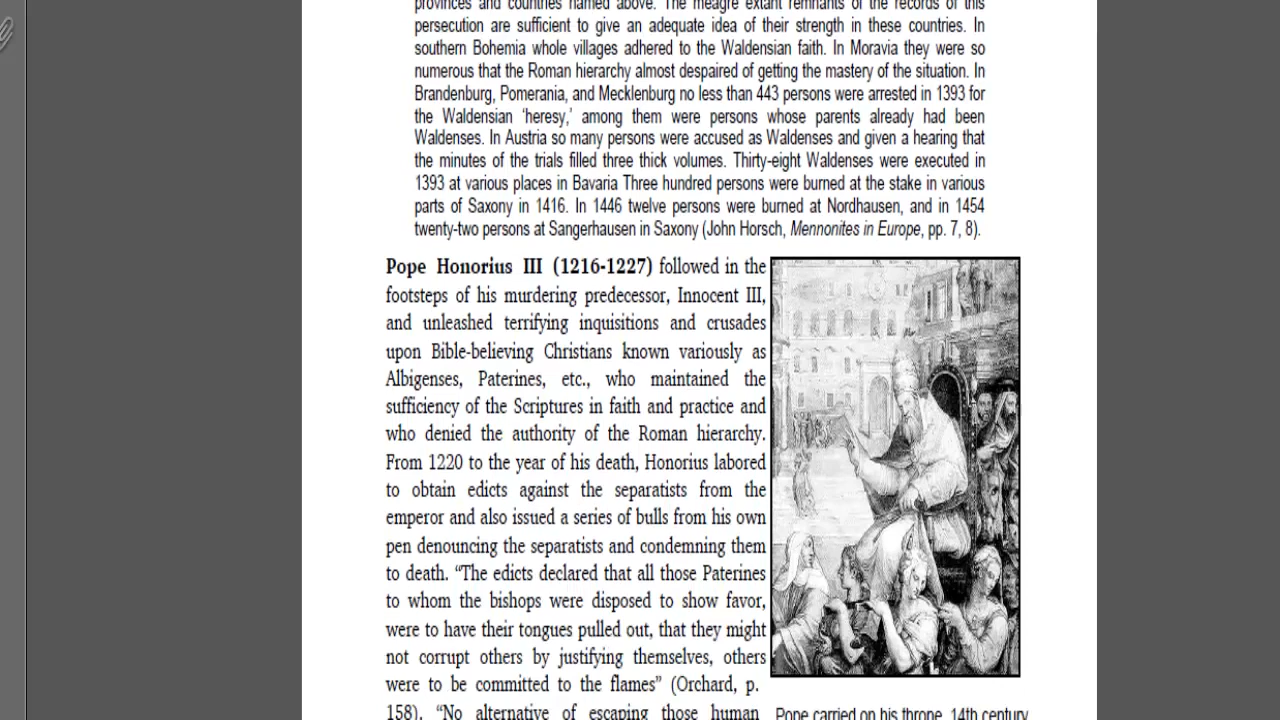 provinces and countries named above. The meagre extant remnants of the records of this
persecution are sufficient to give an adequate idea of their strength in these countries. In
southern Bohemia whole villages adhered to the Waldensian faith. In Moravia they were so
numerous that the Roman hierarchy almost despaired of getting the mastery of the situation. In
Brandenburg, Pomerania, and Mecklenburg no less than 443 persons were arrested in 1393 for
the Waldensian ‘heresy,’ among them were persons whose parents already had been
Waldenses. In Austria so many persons were accused as Waldenses and given a hearing that
the minutes of the trials filled three thick volumes. Thirty-eight Waldenses were executed in
1393 at various places in Bavaria Three hundred persons were burned at the stake in various
parts of Saxony in 1416. In 1446 twelve persons were burned at Nordhausen, and in 1454
twenty-two persons at Sangerhausen in Saxony (John Horsch, Mennonites in Europe, pp. 7, 8).
Pope Honorius III (1216-1227) followed in the
footsteps of his murdering predecessor, Innocent III,
and unleashed terrifying inquisitions and crusades
upon Bible-believing Christians known variously as
Albigenses, Paterines, etc., who maintained the
sufficiency of the Scriptures in faith and practice and
who denied the authority of the Roman hierarchy.
From 1220 to the year of his death, Honorius labored
to obtain edicts against the separatists from the
emperor and also issued a series of bulls from his own
pen denouncing the separatists and condemning them
to death. “The edicts declared that all those Paterines
to whom the bishops were disposed to show favor,
were to have their tongues pulled out, that they might
not corrupt others by justifying themselves, others
were to be committed to the flames” (Orchard, p.
158). “No alternative of escaping those human
Pope carried on his throne, 14th century